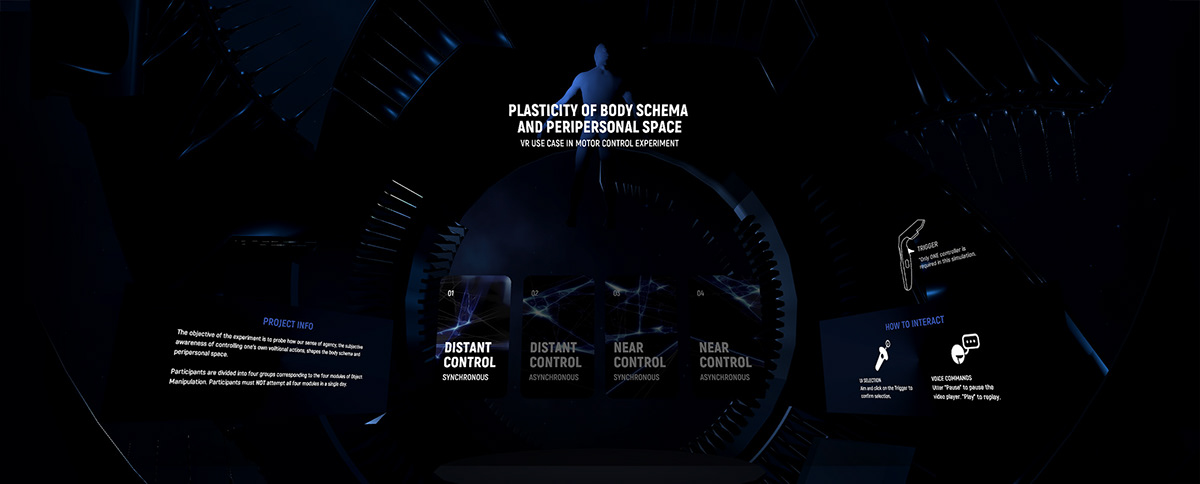 PLASTICITY OF BODY SCHEMA
AND PERIPERSONAL SPACE
VR USE CASE IN MOTOR CONTROL EXPERIMENT
PROJECT INFO
The objective of the experiment is to probe how our sense of agency, the subjective
awareness of controlling one's own volitional actions, shapes the body schema and
peripersonal space.
Participants are divided into four groups corresponding to the four modules of Object
Manipulation. Participants must NOT attempt all four modules in a single day.
01
DISTANT
CONTROL
SYNCHRONOUS
02
DISTANT
CONTROL
ASYNCHRONOUS
03
NEAR
CONTROL
SYNCHRONOUS
04
NEAR
CONTROL
ASYNCHRONOUS
TRIGGER
*Only ONE controller is
required in this simulation.
HOW TO INTERACT
UI SELECTION
Aim and click on the Trigger to
confirm selection.
VOICE COMMANDS
Utter "Pause" to pause the
video player. "Play" to replay.